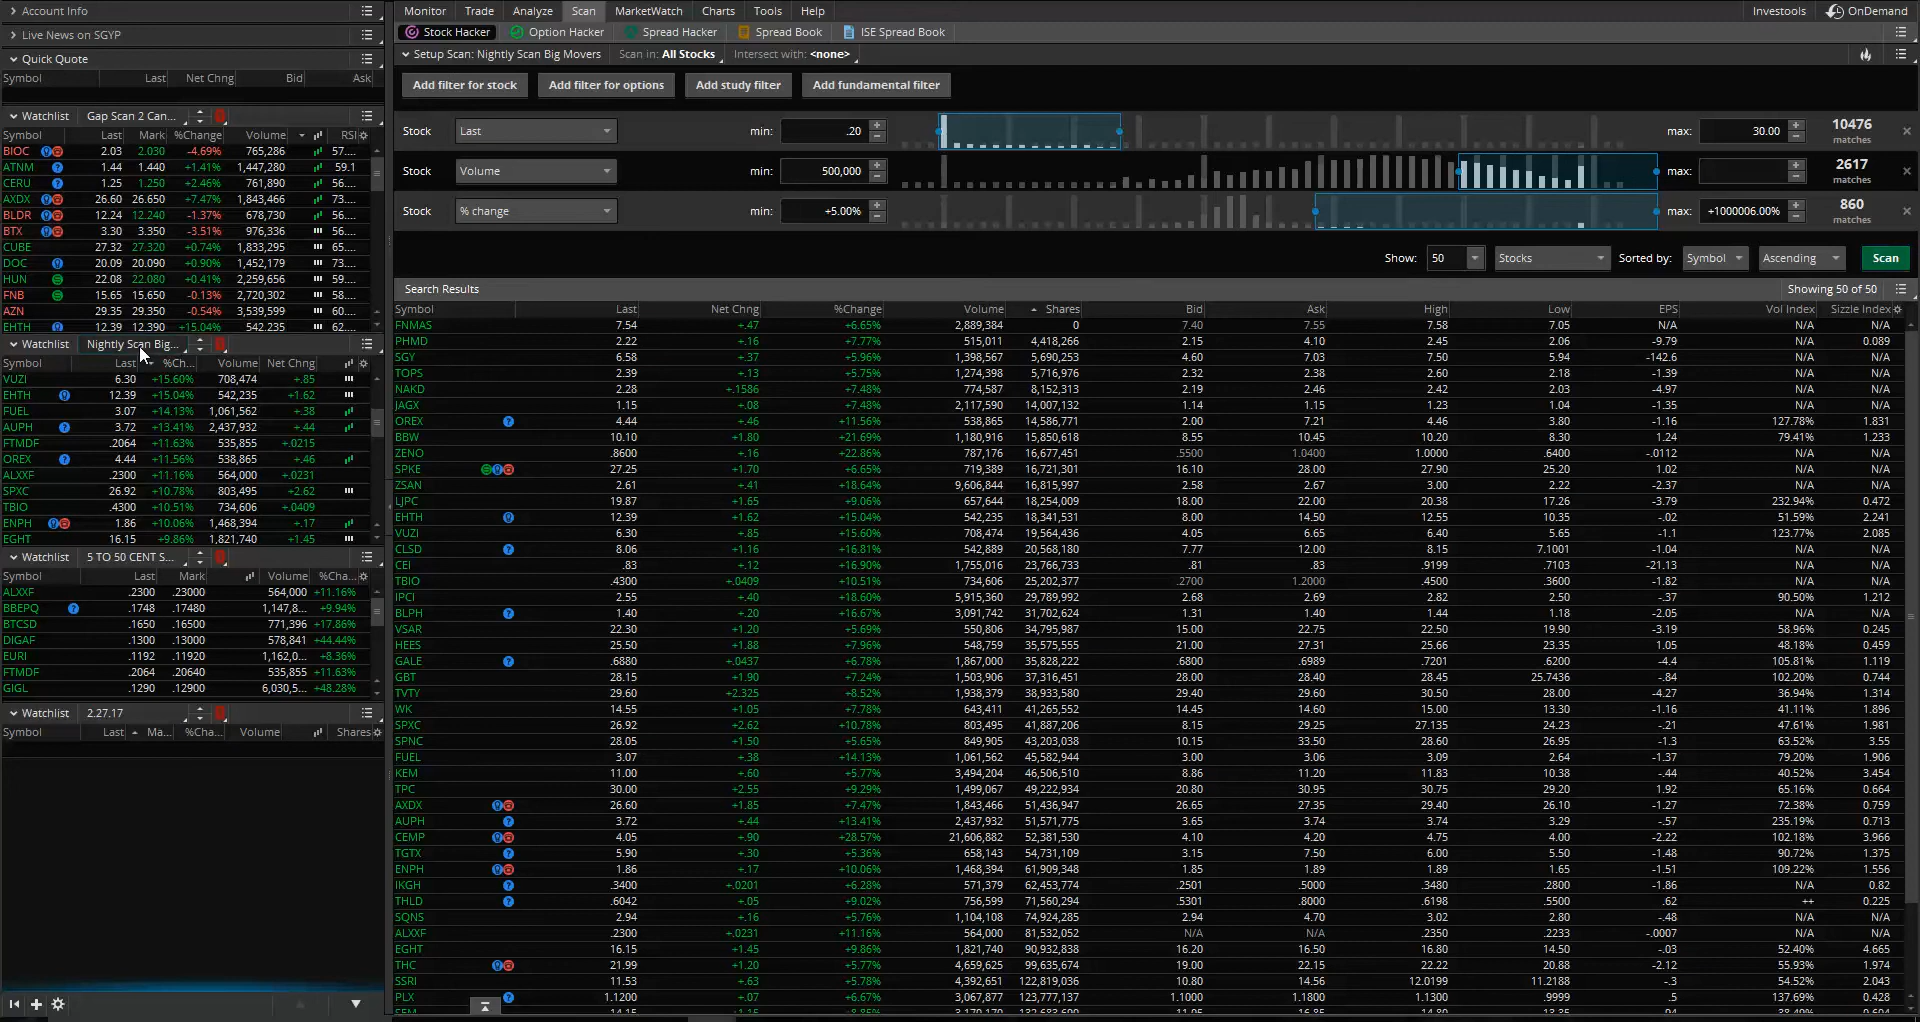 Account Info
Live News on SGYP
Quick Quote
Symbol Last Net Chng Bid Ask
Watchlist Gap Scan 2 Can...
Symbol Last Mark %Change Volume RSI
BIOC 2.03 2.030 -4.69% 765,286 57....
ATNM 1.44 1.440 +1.41% 1,447,280 59.1
CERU 1.25 1.250 +2.46% 761,890 56....
AXDX 26.60 26.650 +7.47% 1,843,466 73....
BLDR 12.24 12.240 -1.37% 678,730 56....
BTX 3.30 3.350 -3.51% 976,336 56....
CUBE 27.32 27.320 +0.74% 1,833,295 65....
DOC 20.09 20.090 +0.90% 1,452,179 73....
HUN 22.08 22.080 +0.41% 2,259,656 59....
FNB 15.65 15.650 -0.13% 2,720,302 58....
AZN 29.35 29.350 -0.54% 3,539,599 60....
EHTH 12.39 12.390 +15.04% 542,235 62....
Watchlist Nightly Scan Big...
Symbol Last %Ch... Volume Net Chng
VUZI 6.30 +15.60% 708,474 +.85
EHTH 12.39 +15.04% 542,235 +1.62
FUEL 3.07 +14.13% 1,061,562 +.38
AUPH 3.72 +13.41% 2,437,932 +.44
FTMDF .2064 +11.63% 535,855 +.0215
OREX 4.44 +11.56% 538,865 +.46
ALXXF .2300 +11.16% 564,000 +.0231
SPXC 26.92 +10.78% 803,495 +2.62
TBIO .4300 +10.51% 734,606 +.0409
ENPH 1.86 +10.06% 1,468,394 +.17
EGHT 16.15 +9.86% 1,821,740 +1.45
Watchlist 5 TO 50 CENT S...
Symbol Last Mark Volume %Cha...
ALXXF .2300 .23000 564,000 +11.16%
BBEPQ .1748 .17480 1,147,8... +9.94%
BTCSD .1650 .16500 771,396 +17.86%
DIGAF .1300 .13000 578,841 +44.44%
EURI .1192 .11920 1,162,0... +8.36%
FTMDF .2064 .20640 535,855 +11.63%
GIGL .1290 .12900 6,030,5... +48.28%
Watchlist 2.27.17
Symbol Last Ma... %Cha... Volume Shares
Monitor Trade Analyze Scan MarketWatch Charts Tools Help Investools OnDemand
Stock Hacker Option Hacker Spread Hacker Spread Book ISE Spread Book
Setup Scan: Nightly Scan Big Movers Scan in: All Stocks Intersect with: <none>
Add filter for stock Add filter for options Add study filter Add fundamental filter
Stock Last min: .20 max: 30.00 10476 matches
Stock Volume min: 500,000 max: 2617 matches
Stock % change min: +5.00% max: +1000006.00% 860 matches
Show: 50 Stocks Sorted by: Symbol Ascending Scan
Search Results Showing 50 of 50
Symbol Last Net Chng %Change Volume Shares Bid Ask High Low EPS Vol Index Sizzle Index
FNMAS 7.54 +.47 +6.65% 2,889,384 0 7.40 7.55 7.58 7.05 N/A N/A N/A
PHMD 2.22 +.16 +7.77% 515,011 4,418,266 2.15 4.10 2.45 2.06 -9.79 N/A 0.089
SGY 6.58 +.37 +5.96% 1,398,567 5,690,253 4.60 7.03 7.50 5.94 -142.6 N/A N/A
TOPS 2.39 +.13 +5.75% 1,274,398 5,716,976 2.32 2.38 2.60 2.18 -1.39 N/A N/A
NAKD 2.28 +.1586 +7.48% 774,587 8,152,313 2.19 2.46 2.42 2.03 -4.97 N/A N/A
JAGX 1.15 +.08 +7.48% 2,117,590 14,007,132 1.14 1.15 1.23 1.04 -1.35 N/A N/A
OREX 4.44 +.46 +11.56% 538,865 14,586,771 2.00 7.21 4.46 3.80 -1.16 127.78% 1.831
BBW 10.10 +1.80 +21.69% 1,180,916 15,850,618 8.55 10.45 10.20 8.30 1.24 79.41% 1.233
ZENO .8600 +.16 +22.86% 787,176 16,677,451 .5500 1.0400 1.0000 .6400 -.0112 N/A N/A
SPKE 27.25 +1.70 +6.65% 719,389 16,721,301 16.10 28.00 27.90 25.20 1.02 N/A N/A
ZSAN 2.61 +.41 +18.64% 9,606,844 16,815,997 2.58 2.67 3.00 2.22 -2.37 N/A N/A
LJPC 19.87 +1.65 +9.06% 657,644 18,254,009 18.00 22.00 20.38 17.26 -3.79 232.94% 0.472
EHTH 12.39 +1.62 +15.04% 542,235 18,341,531 8.00 14.50 12.55 10.35 -.02 51.59% 2.241
VUZI 6.30 +.85 +15.60% 708,474 19,564,436 4.05 6.65 6.40 5.65 -1.1 123.77% 2.085
CLSD 8.06 +1.16 +16.81% 542,889 20,568,180 7.77 12.00 8.15 7.1001 -1.04 N/A N/A
CEI .83 +.12 +16.90% 1,755,016 23,766,733 .81 .83 .9199 .7103 -21.13 N/A N/A
TBIO .4300 +.0409 +10.51% 734,606 25,202,377 .2700 1.2000 .4500 .3600 -1.82 N/A N/A
IPCI 2.55 +.40 +18.60% 5,915,360 29,789,992 2.68 2.69 2.82 2.50 -.37 90.50% 1.212
BLPH 1.40 +.20 +16.67% 3,091,742 31,702,624 1.31 1.40 1.44 1.18 -2.05 N/A N/A
VSAR 22.30 +1.20 +5.69% 550,806 34,795,987 15.00 22.75 22.50 19.90 -3.19 58.96% 0.245
HEES 25.50 +1.88 +7.96% 548,759 35,575,555 21.00 27.31 25.66 23.35 1.05 48.18% 0.459
GALE .6880 +.0437 +6.78% 1,867,000 35,828,222 .6800 .6989 .7201 .6200 -4.4 105.81% 1.119
GBT 28.15 +1.90 +7.24% 1,503,906 37,316,451 28.00 28.40 28.45 25.7436 -.84 102.20% 0.744
TVTY 29.60 +2.325 +8.52% 1,938,379 38,933,580 29.40 29.60 30.50 28.00 -4.27 36.94% 1.314
WK 14.55 +1.05 +7.78% 643,411 41,265,552 14.45 14.60 15.00 13.30 -1.16 41.11% 1.896
SPXC 26.92 +2.62 +10.78% 803,495 41,887,206 8.15 29.25 27.135 24.23 -.21 47.61% 1.981
SPNC 28.05 +1.50 +5.65% 849,905 43,203,038 10.15 33.50 28.60 26.95 -1.3 63.52% 3.55
FUEL 3.07 +.38 +14.13% 1,061,562 45,582,944 3.00 3.06 3.09 2.64 -1.37 79.20% 1.906
KEM 11.00 +.60 +5.77% 3,494,204 46,506,510 8.86 11.20 11.83 10.38 -.44 40.52% 3.454
TPC 30.00 +2.55 +9.29% 1,499,067 49,222,934 20.80 30.95 30.75 29.20 1.92 65.16% 0.664
AXDX 26.60 +1.85 +7.47% 1,843,466 51,436,947 26.65 27.35 29.40 26.10 -1.27 72.38% 0.759
AUPH 3.72 +.44 +13.41% 2,437,932 51,571,775 3.65 3.74 3.74 3.29 -.57 235.19% 0.713
CEMP 4.05 +.90 +28.57% 21,606,882 52,381,530 4.10 4.20 4.75 4.00 -2.22 102.18% 3.966
TGTX 5.90 +.30 +5.36% 658,143 54,731,109 3.15 7.50 6.00 5.50 -1.48 90.72% 1.375
ENPH 1.86 +.17 +10.06% 1,468,394 61,909,348 1.85 1.89 1.89 1.65 -1.51 109.22% 1.556
IKGH .3400 +.0201 +6.28% 571,379 62,453,774 .2501 .5000 .3480 .2800 -1.86 N/A 0.82
THLD .6042 +.05 +9.02% 756,599 71,560,294 .5301 .8000 .6198 .5500 .62 ++ 0.225
SQNS 2.94 +.16 +5.76% 1,104,108 74,924,285 2.94 4.70 3.02 2.80 -.48 N/A N/A
ALXXF .2300 +.0231 +11.16% 564,000 81,532,052 N/A N/A .2350 .2233 -.0007 N/A N/A
EGHT 16.15 +1.45 +9.86% 1,821,740 90,932,838 16.20 16.50 16.80 14.50 -.03 52.40% 4.665
THC 21.99 +1.20 +5.77% 4,659,625 99,635,674 19.00 22.15 22.22 20.88 -2.12 55.93% 1.974
SSRI 11.53 +.63 +5.78% 4,392,651 122,819,036 10.80 14.56 12.0199 11.2188 -.3 54.52% 2.043
PLX 1.1200 +.07 +6.67% 3,067,877 123,777,137 1.1000 1.1800 1.1300 .9999 .5 137.69% 0.428